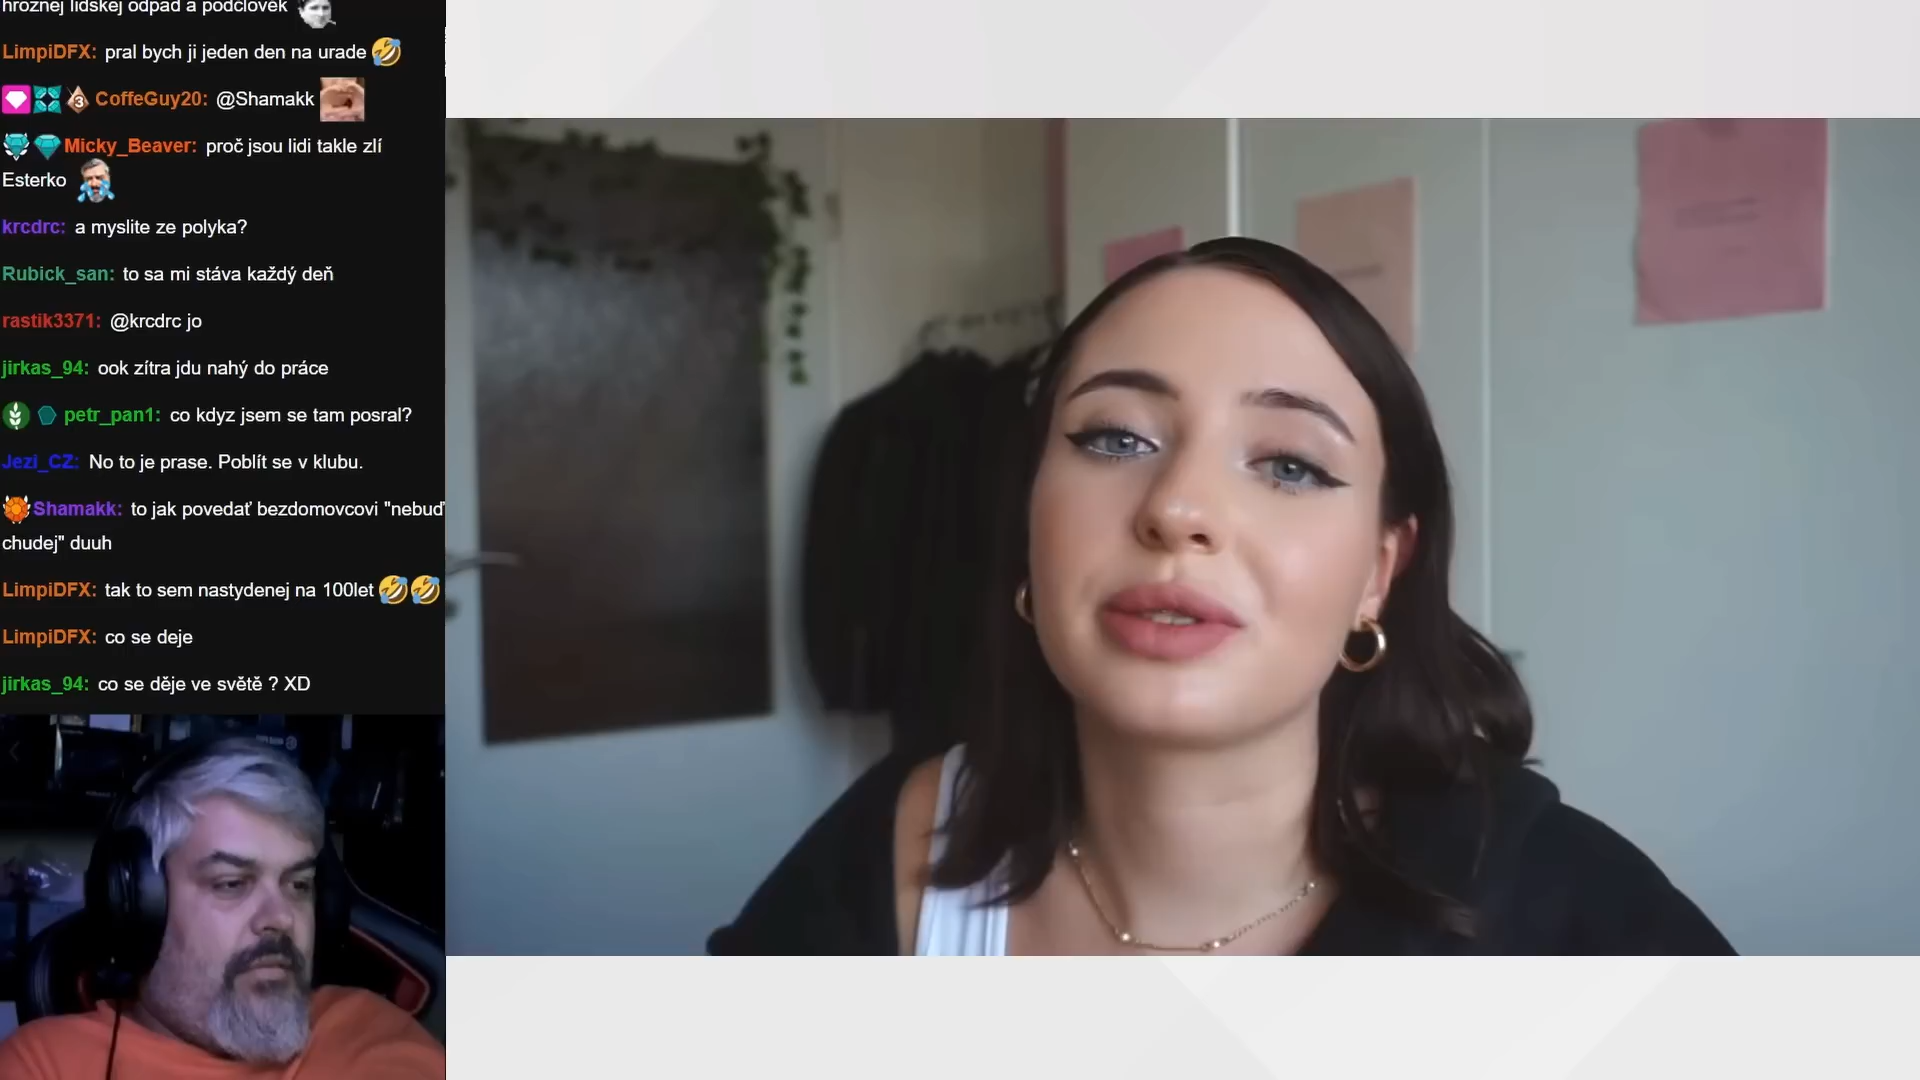 hroznej lidskej odpad a podclovek
LimpiDFX: pral bych ji jeden den na urade
3 CoffeGuy20: @Shamakk
Micky_Beaver: proč jsou lidi takle zlí
Esterko
krcdrc: a myslite ze polyka?
Rubick_san: to sa mi stáva každý deň
rastik3371: @krcdrc jo
jirkas_94: ook zítra jdu nahý do práce
petr_pan1: co kdyz jsem se tam posral?
Jezi_CZ: No to je prase. Poblít se v klubu.
Shamakk: to jak povedať bezdomovcovi "nebuď
chudej" duuh
LimpiDFX: tak to sem nastydenej na 100let
LimpiDFX: co se deje
jirkas_94: co se děje ve světě ? XD